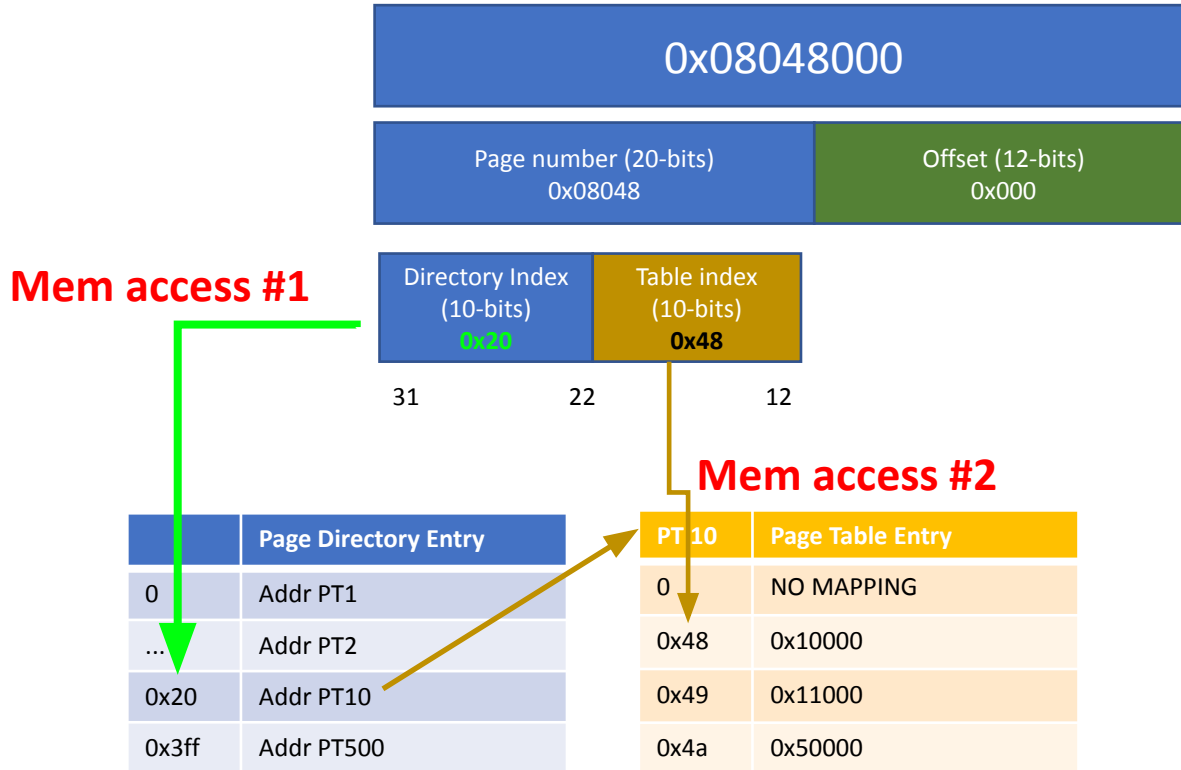 0x08048000
Page number (20-bits)
0x08048
Offset (12-bits)
0x000
Mem access #1
Directory Index
(10-bits)
0x20
Table index
(10-bits)
0x48
31 22 12
Mem access #2
Page Directory Entry
0 Addr PT1
... Addr PT2
0x20 Addr PT10
0x3ff Addr PT500
PT 10 Page Table Entry
0 NO MAPPING
0x48 0x10000
0x49 0x11000
0x4a 0x50000